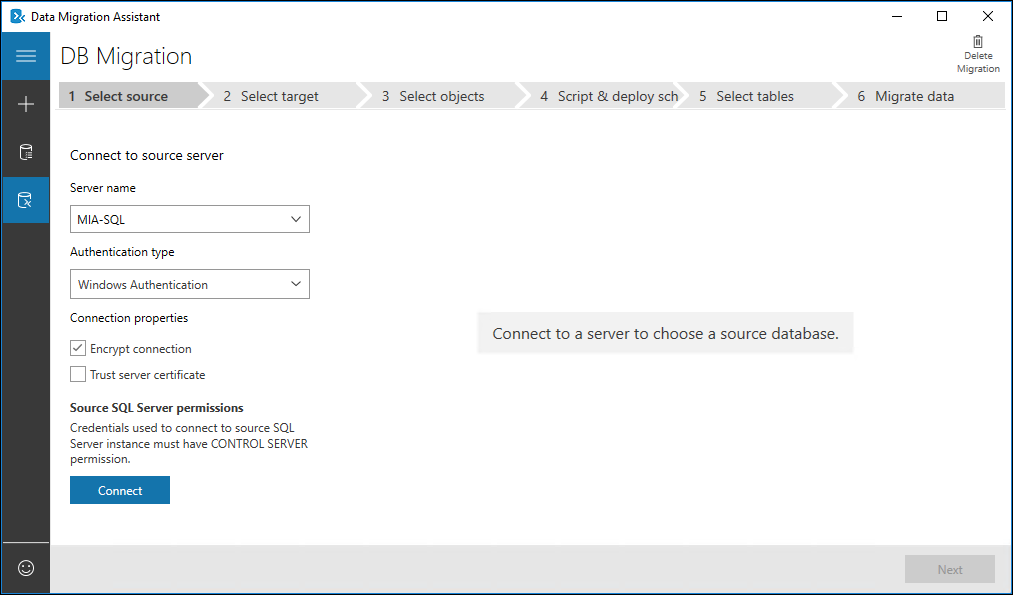 Data Migration Assistant
DB Migration
Delete
Migration
1 Select source
2 Select target
3 Select objects
4 Script & deploy sch
5 Select tables
6 Migrate data
Connect to source server
Server name
MIA-SQL
Authentication type
Windows Authentication
Connection properties
Encrypt connection
Trust server certificate
Source SQL Server permissions
Credentials used to connect to source SQL
Server instance must have CONTROL SERVER
permission.
Connect
Connect to a server to choose a source database.
Next